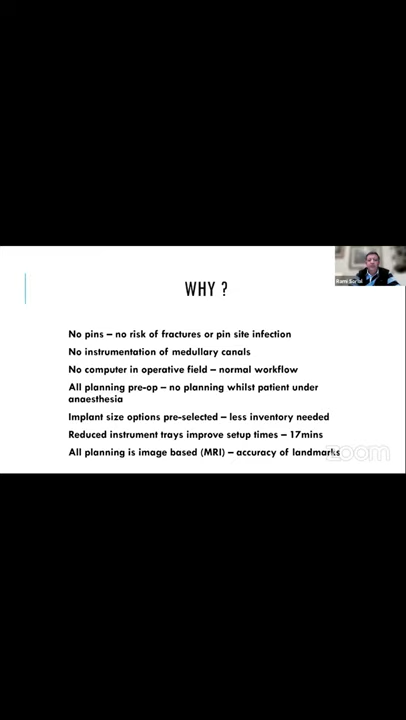 WHY ?
Rami Sorial
No pins – no risk of fractures or pin site infection
No instrumentation of medullary canals
No computer in operative field – normal workflow
All planning pre-op – no planning whilst patient under
anaesthesia
Implant size options pre-selected – less inventory needed
Reduced instrument trays improve setup times – 17mins
All planning is image based (MRI) – accuracy of landmarks
zoom